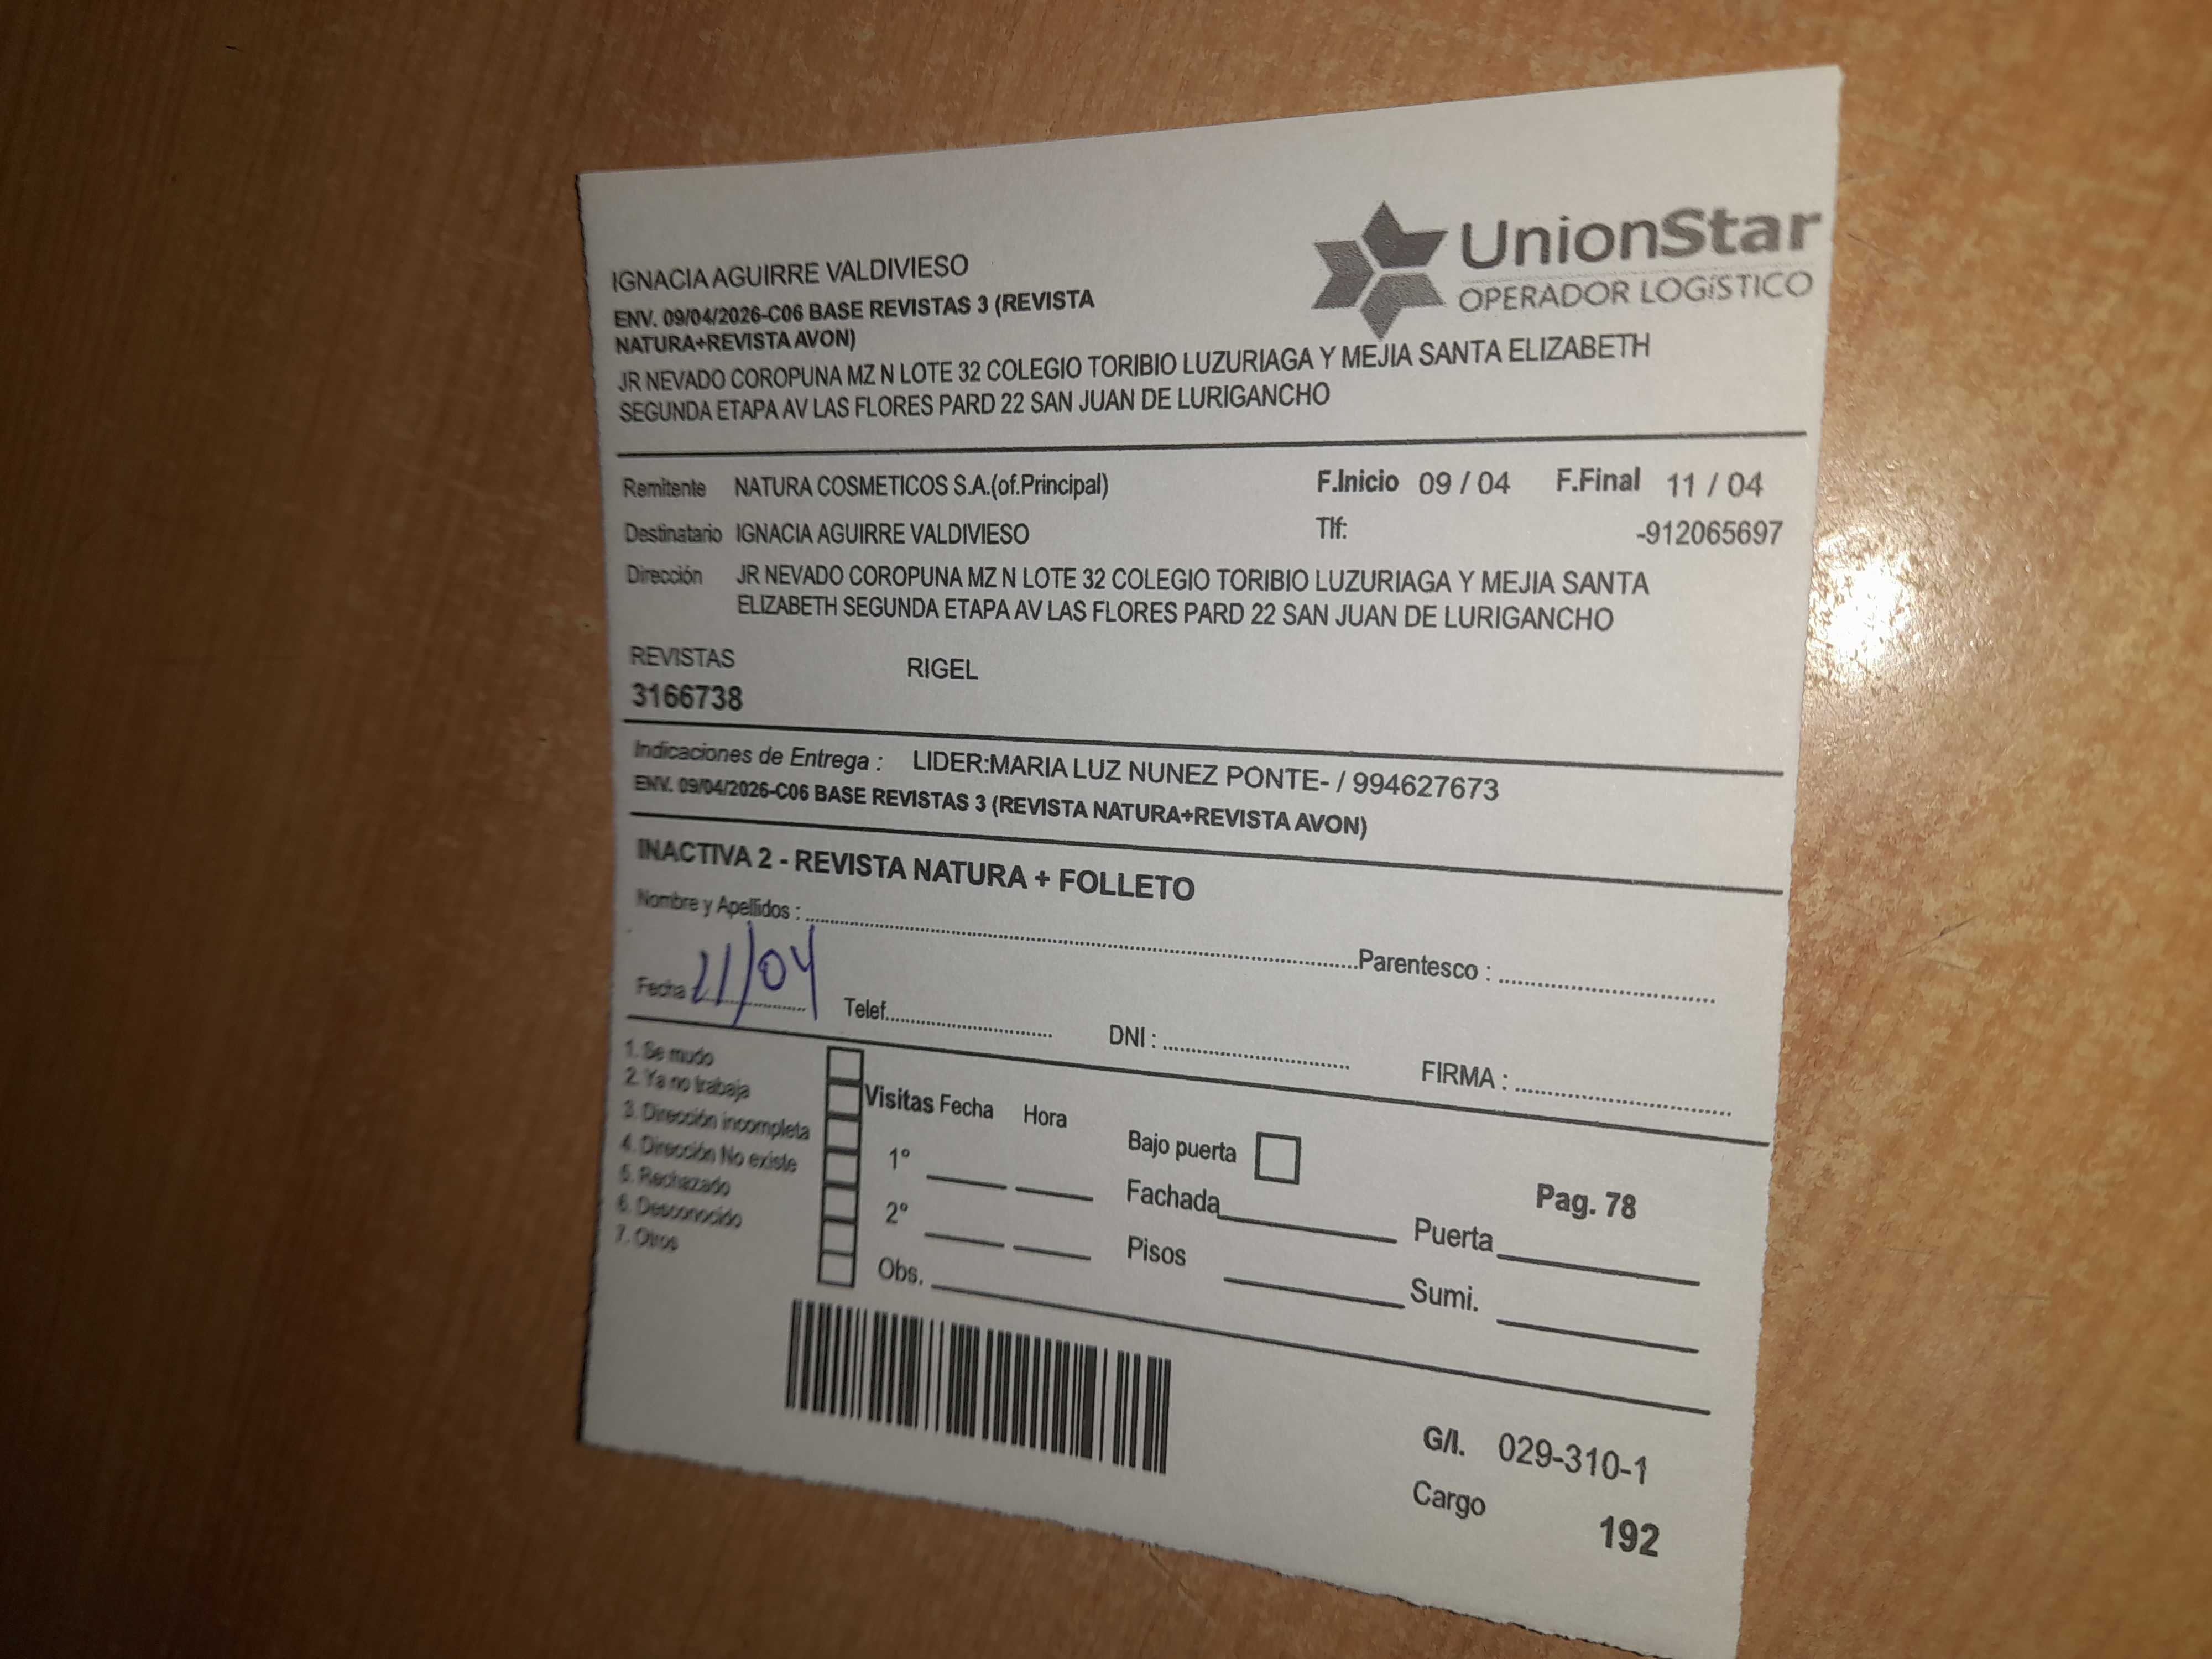 UnionStar
OPERADOR LOGÍSTICO
IGNACIA AGUIRRE VALDIVIESO
ENV. 09/04/2026-C06 BASE REVISTAS 3 (REVISTA
NATURA+REVISTA AVON)
JR NEVADO COROPUNA MZ N LOTE 32 COLEGIO TORIBIO LUZURIAGA Y MEJIA SANTA ELIZABETH
SEGUNDA ETAPA AV LAS FLORES PARD 22 SAN JUAN DE LURIGANCHO
Remitente NATURA COSMETICOS S.A.(of.Principal) F.Inicio 09 / 04 F.Final 11 / 04
Destinatario IGNACIA AGUIRRE VALDIVIESO Tlf: -912065697
Dirección JR NEVADO COROPUNA MZ N LOTE 32 COLEGIO TORIBIO LUZURIAGA Y MEJIA SANTA
ELIZABETH SEGUNDA ETAPA AV LAS FLORES PARD 22 SAN JUAN DE LURIGANCHO
REVISTAS RIGEL
3166738
Indicaciones de Entrega : LIDER:MARIA LUZ NUNEZ PONTE- / 994627673
ENV. 09/04/2026-C06 BASE REVISTAS 3 (REVISTA NATURA+REVISTA AVON)
INACTIVA 2 - REVISTA NATURA + FOLLETO
Nombre y Apellidos : Parentesco :
Fecha 11/04 Telef. DNI : FIRMA :
1. Se mudo
2. Ya no trabaja
3. Dirección incompleta
4. Dirección No existe
5. Rechazado
6. Desconocido
7. Otros
Visitas Fecha Hora
1°
2°
Obs.
Bajo puerta
Fachada Puerta
Pisos Sumi.
Pag. 78
G/I. 029-310-1
Cargo 192